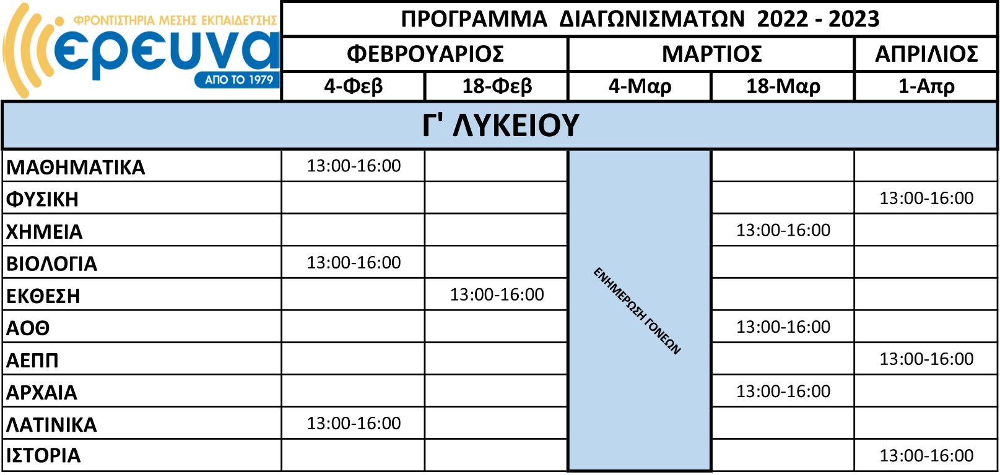 ΦΡΟΝΤΙΣΤΗΡΙΑ ΜΕΣΗΣ ΕΚΠΑΙΔΕΥΣΗΣ
έρευνα
ΑΠΟ ΤΟ 1979
ΠΡΟΓΡΑΜΜΑ ΔΙΑΓΩΝΙΣΜΑΤΩΝ 2022 - 2023
ΦΕΒΡΟΥΑΡΙΟΣ ΜΑΡΤΙΟΣ ΑΠΡΙΛΙΟΣ
4-Φεβ 18-Φεβ 4-Μαρ 18-Μαρ 1-Απρ
Γ' ΛΥΚΕΙΟΥ
ΜΑΘΗΜΑΤΙΚΑ 13:00-16:00
ΦΥΣΙΚΗ 13:00-16:00
ΧΗΜΕΙΑ 13:00-16:00
ΒΙΟΛΟΓΙΑ 13:00-16:00
ΕΚΘΕΣΗ 13:00-16:00
ΕΝΗΜΕΡΩΣΗ ΓΟΝΕΩΝ
ΑΟΘ 13:00-16:00
ΑΕΠΠ 13:00-16:00
ΑΡΧΑΙΑ 13:00-16:00
ΛΑΤΙΝΙΚΑ 13:00-16:00
ΙΣΤΟΡΙΑ 13:00-16:00